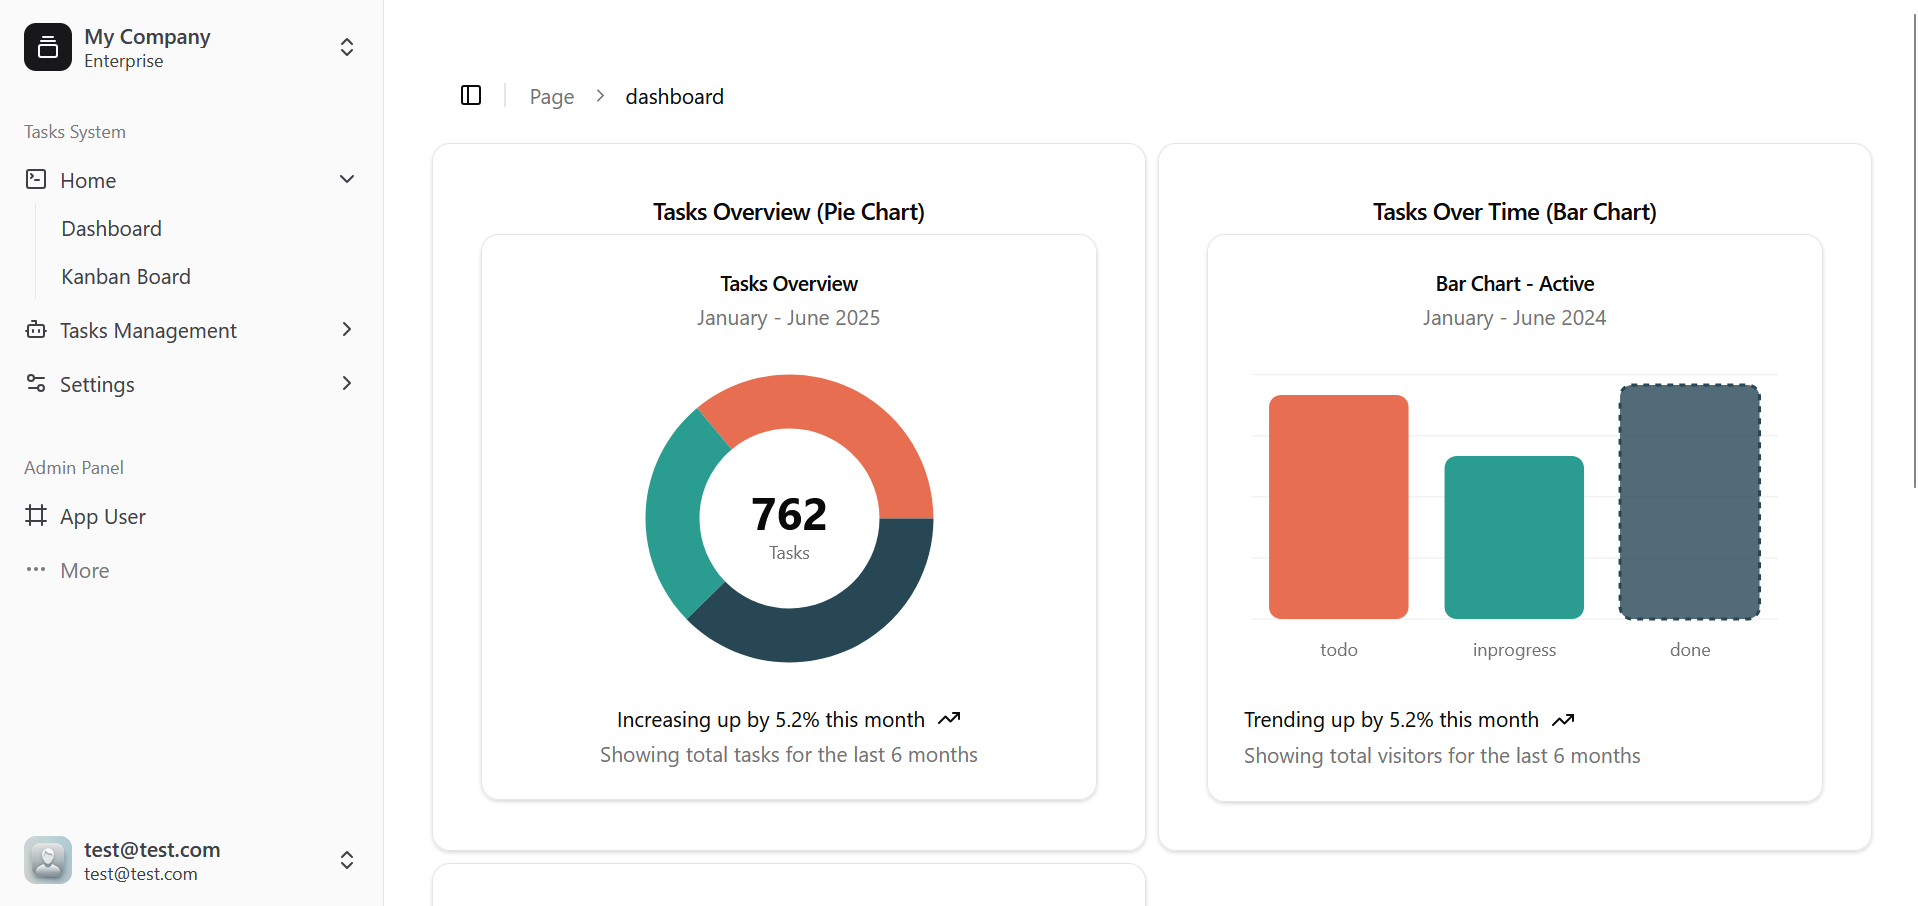 My Company
Enterprise
Tasks System
Home
Dashboard
Kanban Board
Tasks Management
Settings
Admin Panel
App User
More
test@test.com
test@test.com
Page
dashboard
Tasks Overview (Pie Chart)
Tasks Overview
January - June 2025
762
Tasks
Increasing up by 5.2% this month
Showing total tasks for the last 6 months
Tasks Over Time (Bar Chart)
Bar Chart - Active
January - June 2024
todo
inprogress
done
Trending up by 5.2% this month
Showing total visitors for the last 6 months